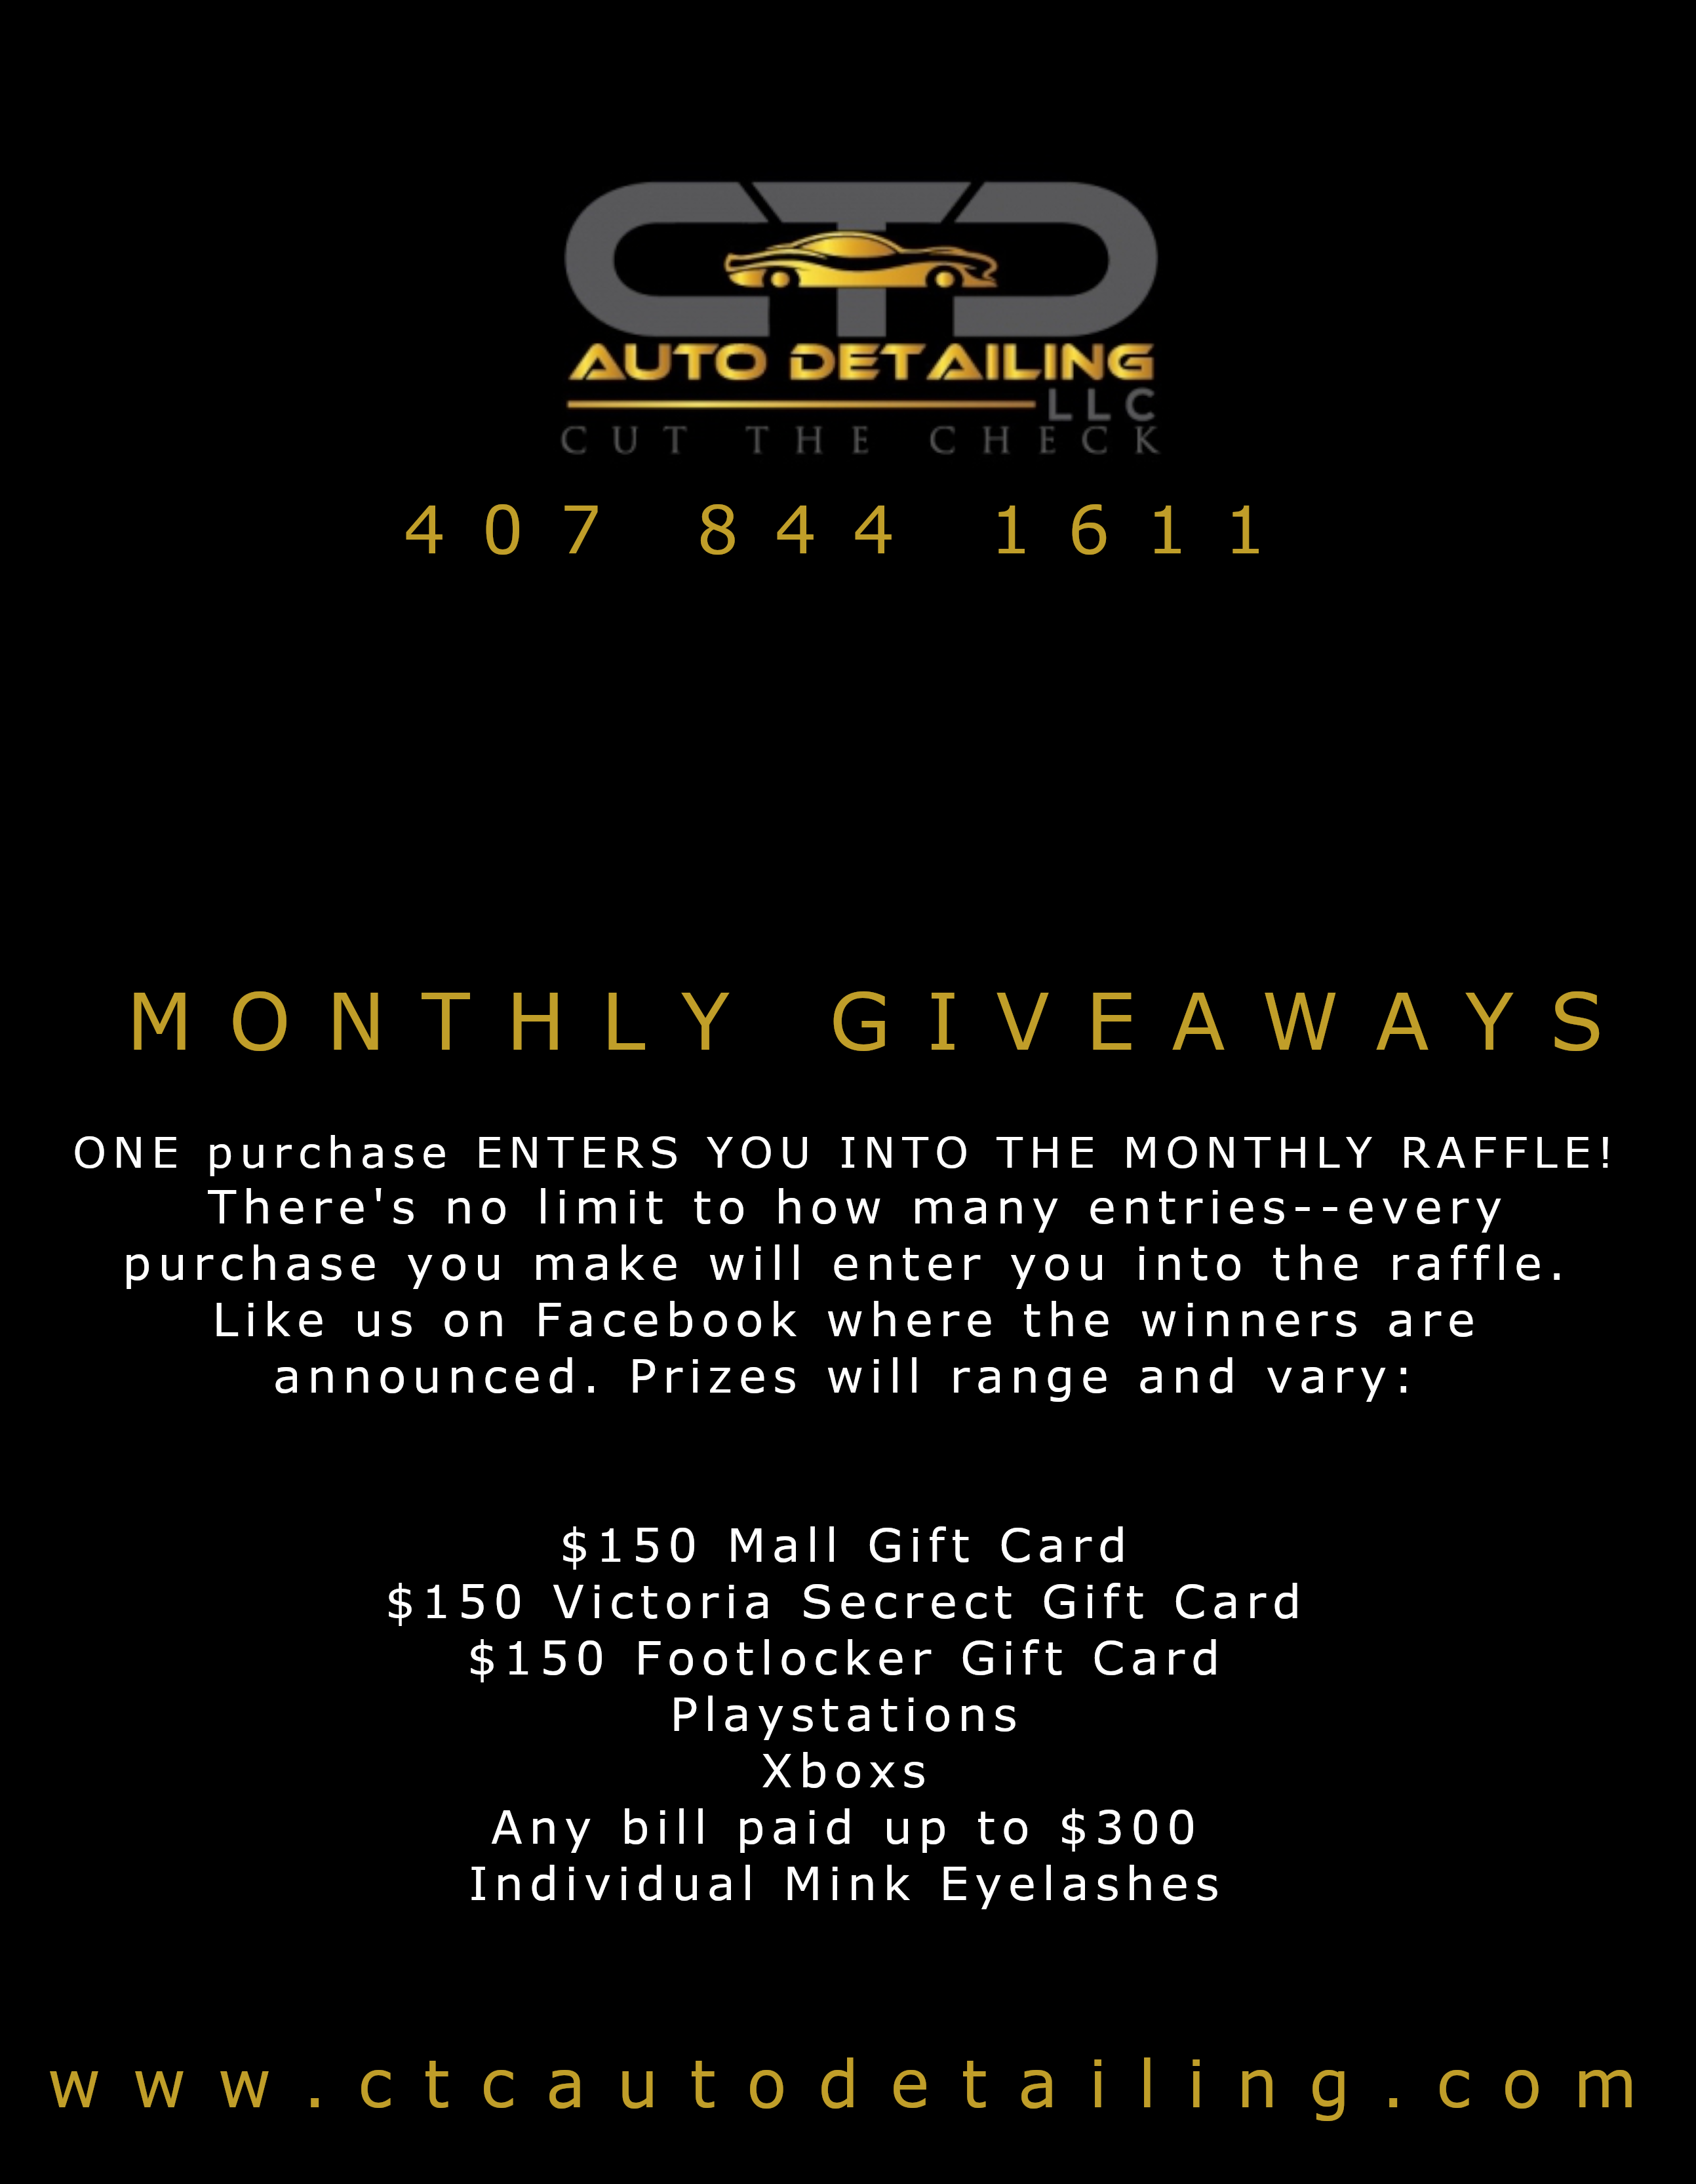 CTC
AUTO DETAILING
LLC
CUT THE CHECK
407 844 1611
MONTHLY GIVEAWAYS
ONE purchase ENTERS YOU INTO THE MONTHLY RAFFLE!
There's no limit to how many entries--every
purchase you make will enter you into the raffle.
Like us on Facebook where the winners are
announced. Prizes will range and vary:
$150 Mall Gift Card
$150 Victoria Secrect Gift Card
$150 Footlocker Gift Card
Playstations
Xboxs
Any bill paid up to $300
Individual Mink Eyelashes
www.ctcautodetailing.com